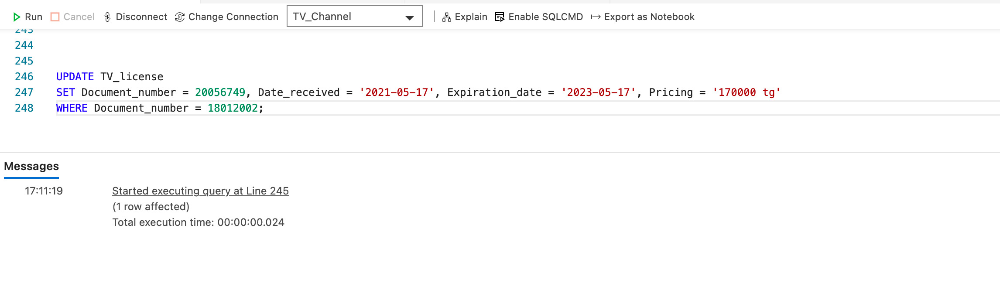 Run Cancel Disconnect Change Connection TV_Channel Explain Enable SQLCMD Export as Notebook
243
244
245
246 UPDATE TV_license
247 SET Document_number = 20056749, Date_received = '2021-05-17', Expiration_date = '2023-05-17', Pricing = '170000 tg'
248 WHERE Document_number = 18012002;
Messages
17:11:19 Started executing query at Line 245
(1 row affected)
Total execution time: 00:00:00.024